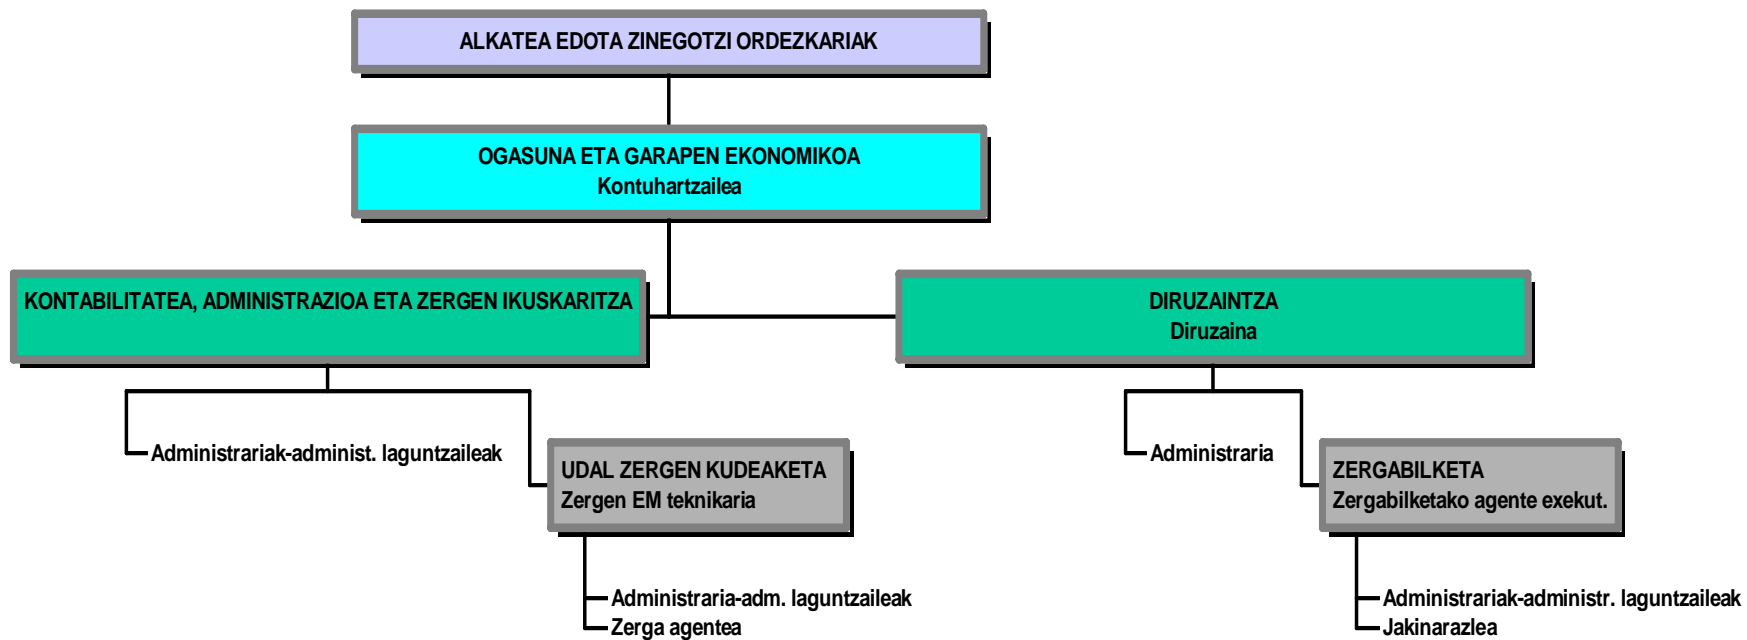 ALKATEA EDOTA ZINEGOTZI ORDEZKARIAK
OGASUNA ETA GARAPEN EKONOMIKOA
Kontuhartzailea
KONTABILITATEA, ADMINISTRAZIOA ETA ZERGEN IKUSKARITZA
DIRUZAINTZA
Diruzaina
Administrariak-administ. laguntzaileak
UDAL ZERGEN KUDEAKETA
Zergen EM teknikaria
Administraria-adm. laguntzaileak
Zerga agentea
Administraria
ZERGABILKETA
Zergabilketako agente exekut.
Administrariak-administr. laguntzaileak
Jakinarazlea